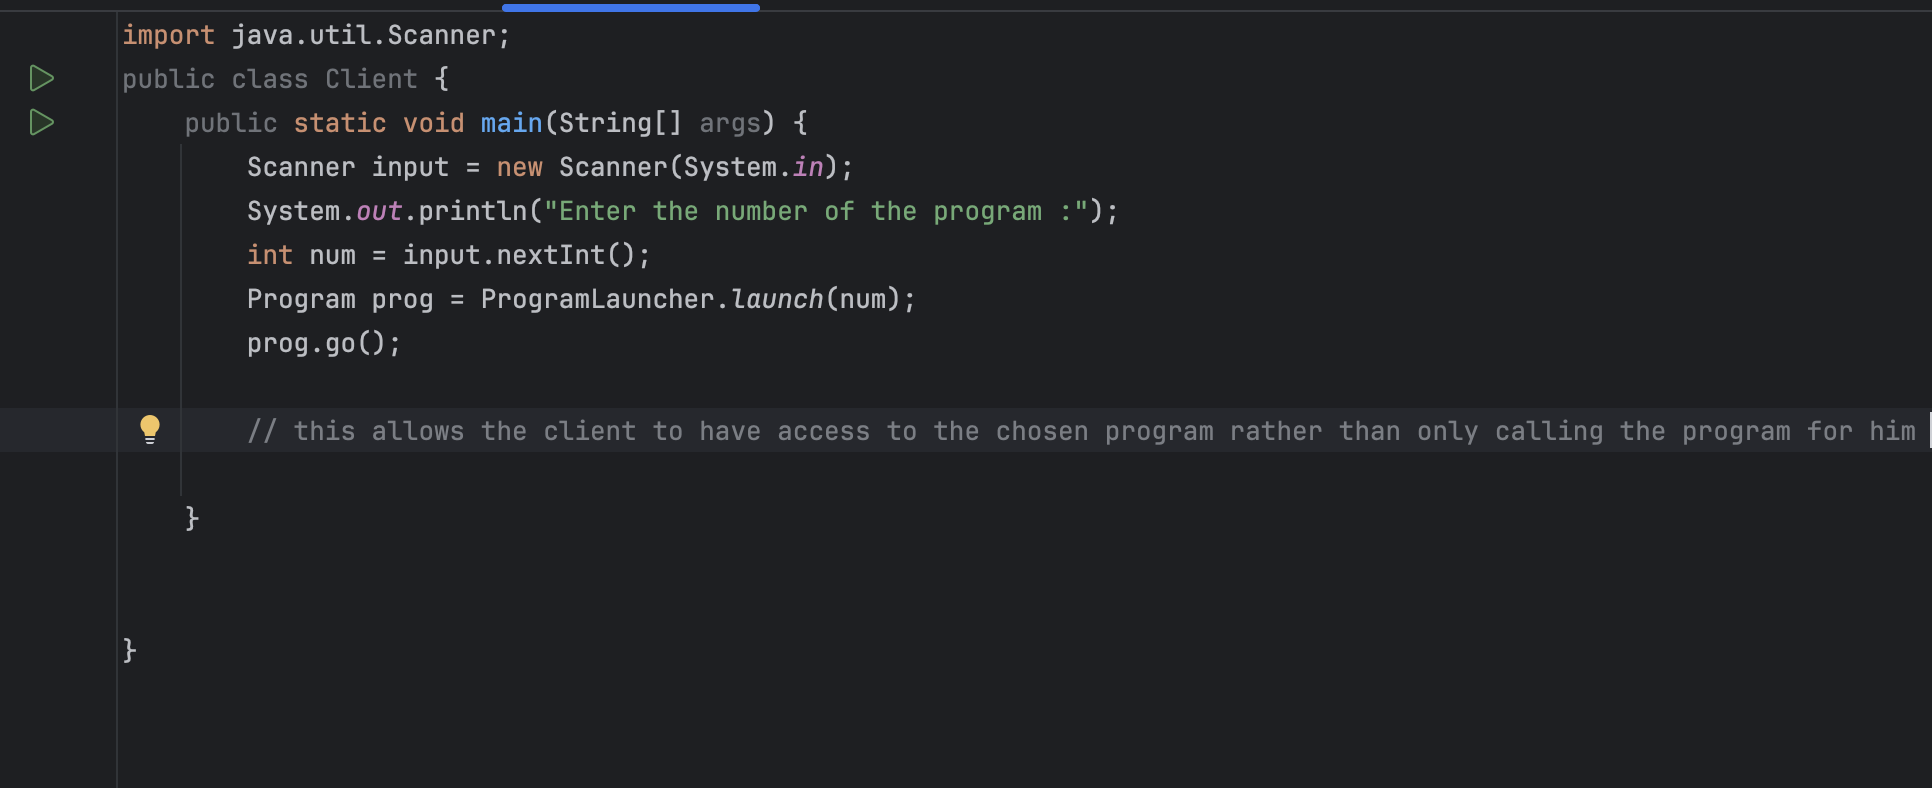 import java.util.Scanner;
public class Client {
    public static void main(String[] args) {
        Scanner input = new Scanner(System.in);
        System.out.println("Enter the number of the program :");
        int num = input.nextInt();
        Program prog = ProgramLauncher.launch(num);
        prog.go();
        // this allows the client to have access to the chosen program rather than only calling the program for him
    }
}